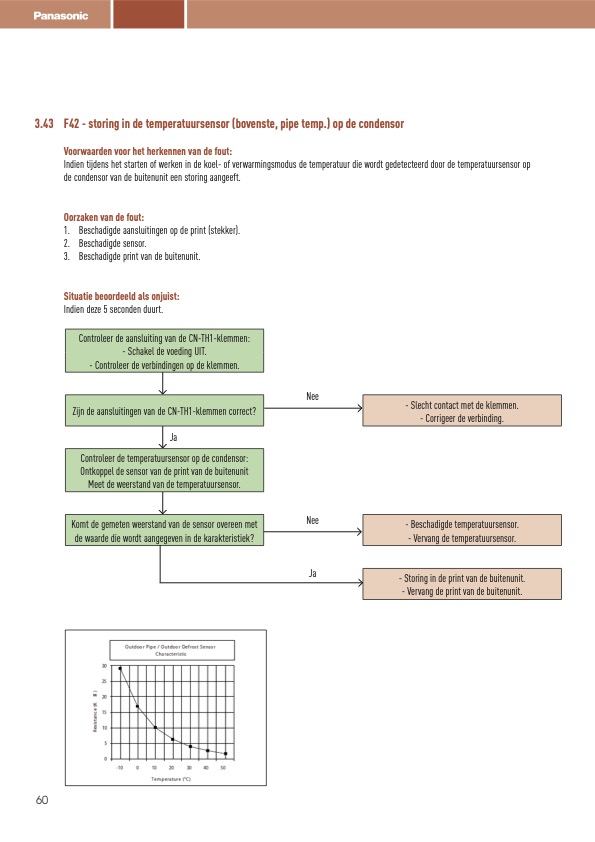 Panasonic
3.43 F42 - storing in de temperatuursensor (bovenste, pipe temp.) op de condensor
Voorwaarden voor het herkennen van de fout:
Indien tijdens het starten of werken in de koel- of verwarmingsmodus de temperatuur die wordt gedetecteerd door de temperatuursensor op
de condensor van de buitenunit een storing aangeeft.
Oorzaken van de fout:
1. Beschadigde aansluitingen op de print (stekker).
2. Beschadigde sensor.
3. Beschadigde print van de buitenunit.
Situatie beoordeeld als onjuist:
Indien deze 5 seconden duurt.
Controleer de aansluiting van de CN-TH1-klemmen:
- Schakel de voeding UIT.
- Controleer de verbindingen op de klemmen.
Zijn de aansluitingen van de CN-TH1-klemmen correct?
Nee
- Slecht contact met de klemmen.
- Corrigeer de verbinding.
Ja
Controleer de temperatuursensor op de condensor:
Ontkoppel de sensor van de print van de buitenunit
Meet de weerstand van de temperatuursensor.
Komt de gemeten weerstand van de sensor overeen met
de waarde die wordt aangegeven in de karakteristiek?
Nee
- Beschadigde temperatuursensor.
- Vervang de temperatuursensor.
Ja
- Storing in de print van de buitenunit.
- Vervang de print van de buitenunit.
Outdoor Pipe / Outdoor Defrost Sensor
Characteristic
30
25
20
15
10
5
0
Resistance
-10 0 10 20 30 40 50
Temperature (°C)
60